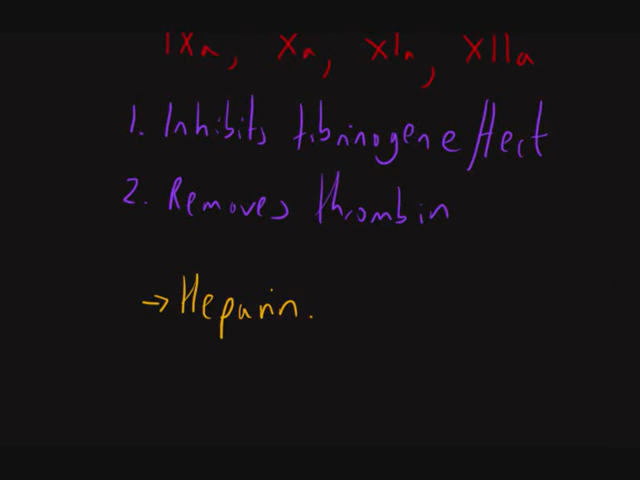 IXa, Xa, XIa, XIIa
1. Inhibits fibrinogen effect
2. Removes thrombin
→ Heparin.